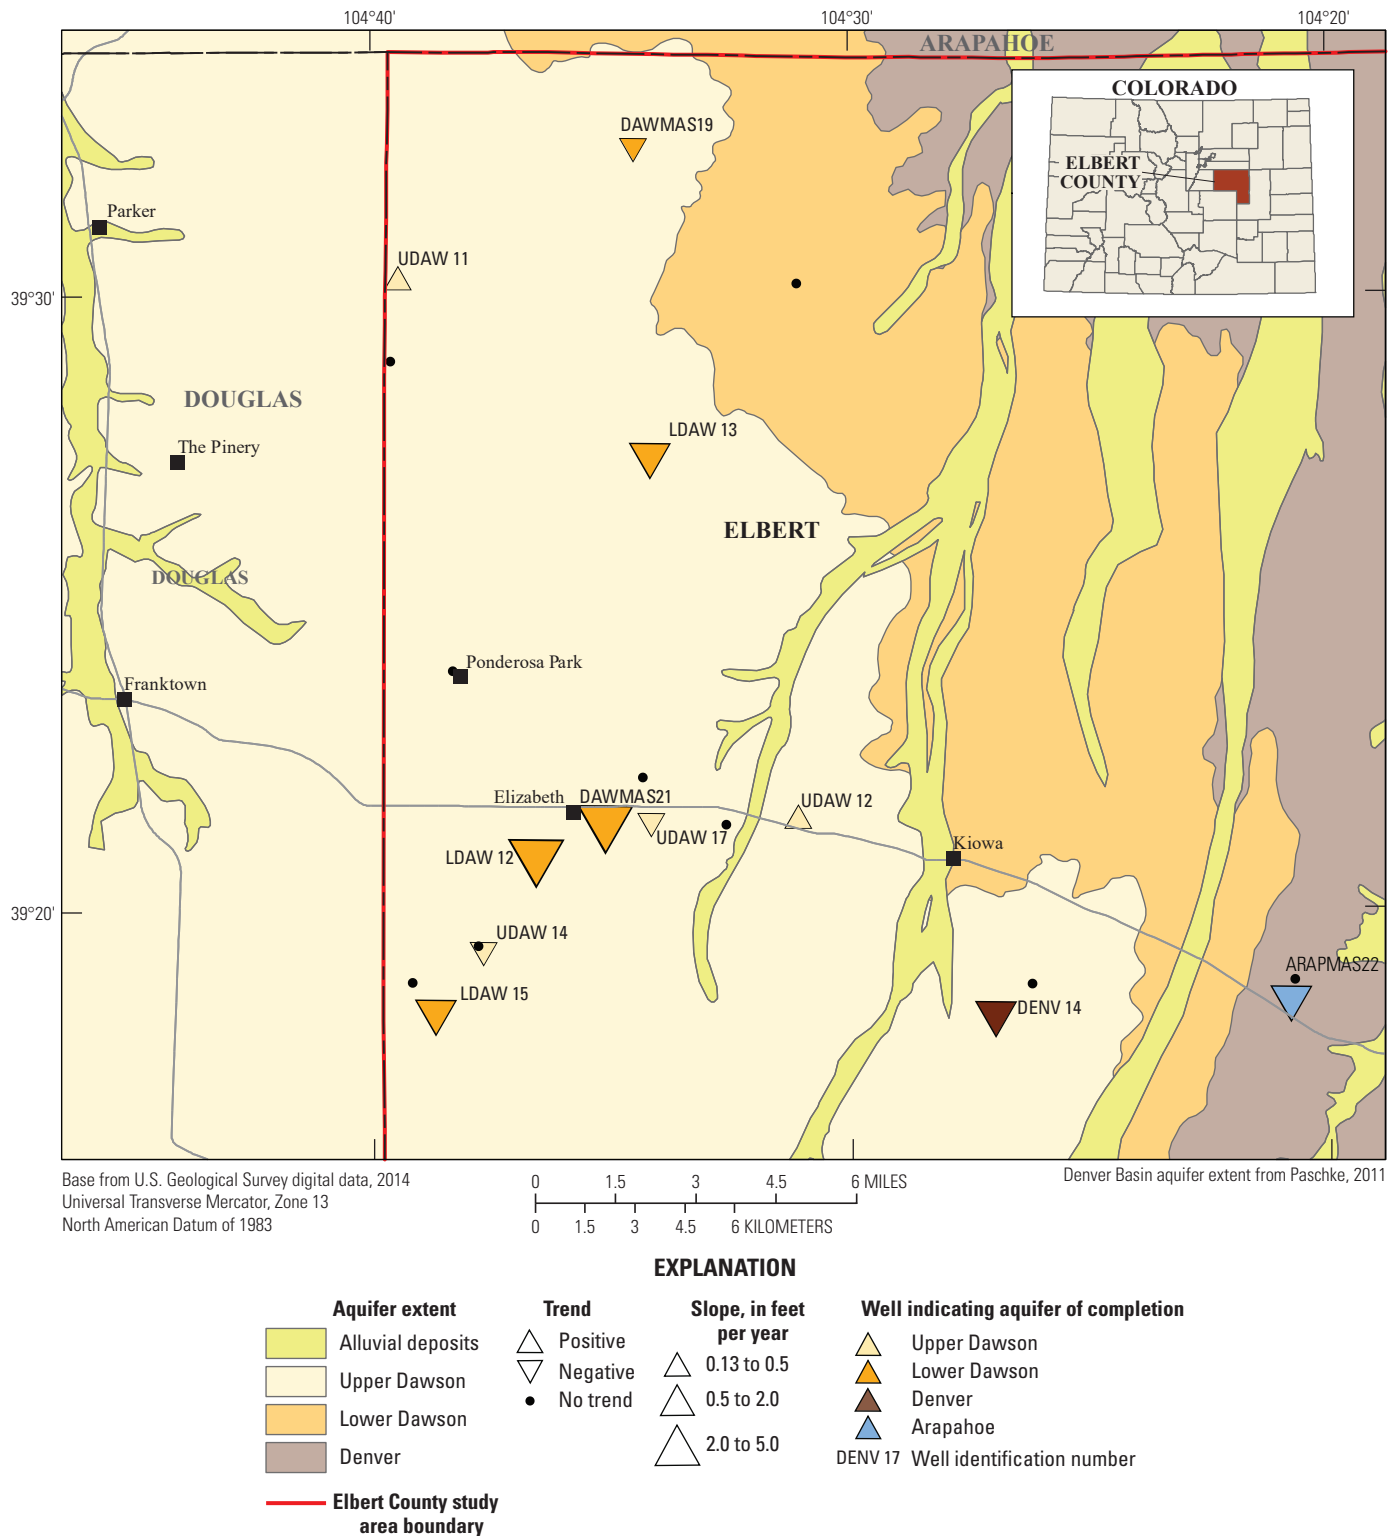 104°40'
104°30'
104°20'
ARAPAHOE
COLORADO
ELBERT
COUNTY
DAWMAS19
Parker
UDAW 11
39°30'
DOUGLAS
The Pinery
LDAW 13
ELBERT
DOUGLAS
Ponderosa Park
Franktown
Elizabeth
DAWMAS21
UDAW 12
UDAW 17
LDAW 12
Kiowa
39°20'
UDAW 14
ARAPMAS22
LDAW 15
DENV 14
Base from U.S. Geological Survey digital data, 2014
Universal Transverse Mercator, Zone 13
North American Datum of 1983
0 1.5 3 4.5 6 MILES
0 1.5 3 4.5 6 KILOMETERS
Denver Basin aquifer extent from Paschke, 2011
EXPLANATION
Aquifer extent
Alluvial deposits
Upper Dawson
Lower Dawson
Denver
Elbert County study
area boundary
Trend
Positive
Negative
No trend
Slope, in feet
per year
0.13 to 0.5
0.5 to 2.0
2.0 to 5.0
Well indicating aquifer of completion
Upper Dawson
Lower Dawson
Denver
Arapahoe
DENV 17 Well identification number